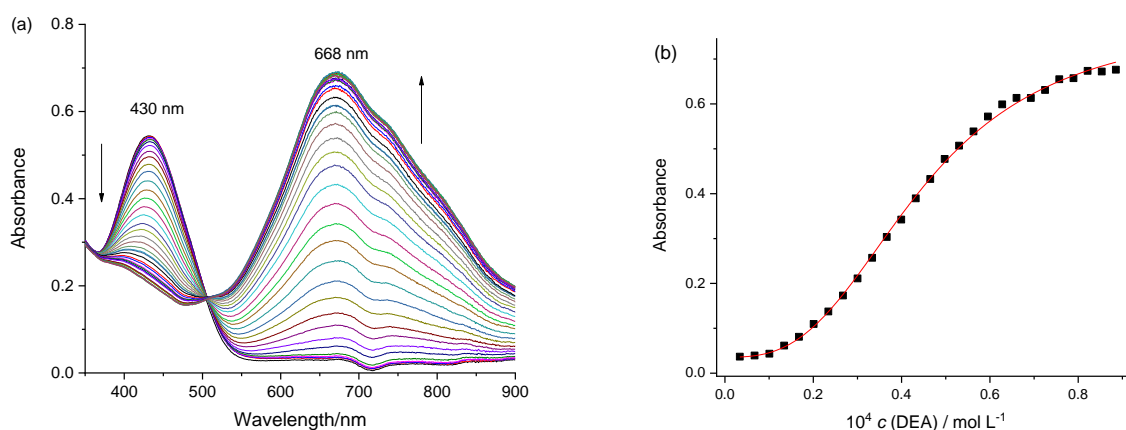 (a)
0.8
0.6
0.4
0.2
0.0
Absorbance
430 nm
668 nm
400 500 600 700 800 900
Wavelength/nm
(b)
0.6
0.4
0.2
0.0
Absorbance
0.0 0.2 0.4 0.6 0.8
10⁴ c (DEA) / mol L⁻¹